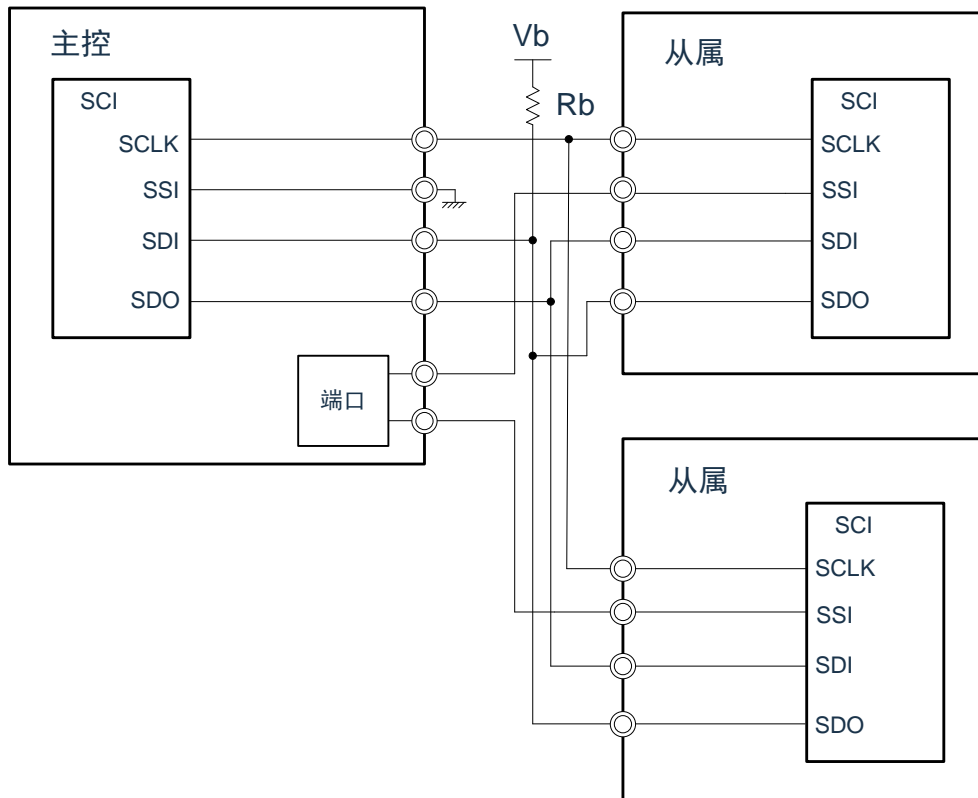 主控
SCI
SCLK
SSI
SDI
SDO
端口
Vb
Rb
从属
SCI
SCLK
SSI
SDI
SDO
从属
SCI
SCLK
SSI
SDI
SDO